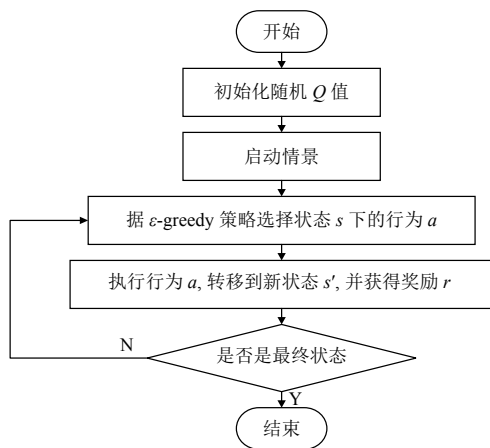 开始
初始化随机 Q 值
启动情景
据 ε-greedy 策略选择状态 s 下的行为 a
执行行为 a, 转移到新状态 s′, 并获得奖励 r
N
是否是最终状态
Y
结束